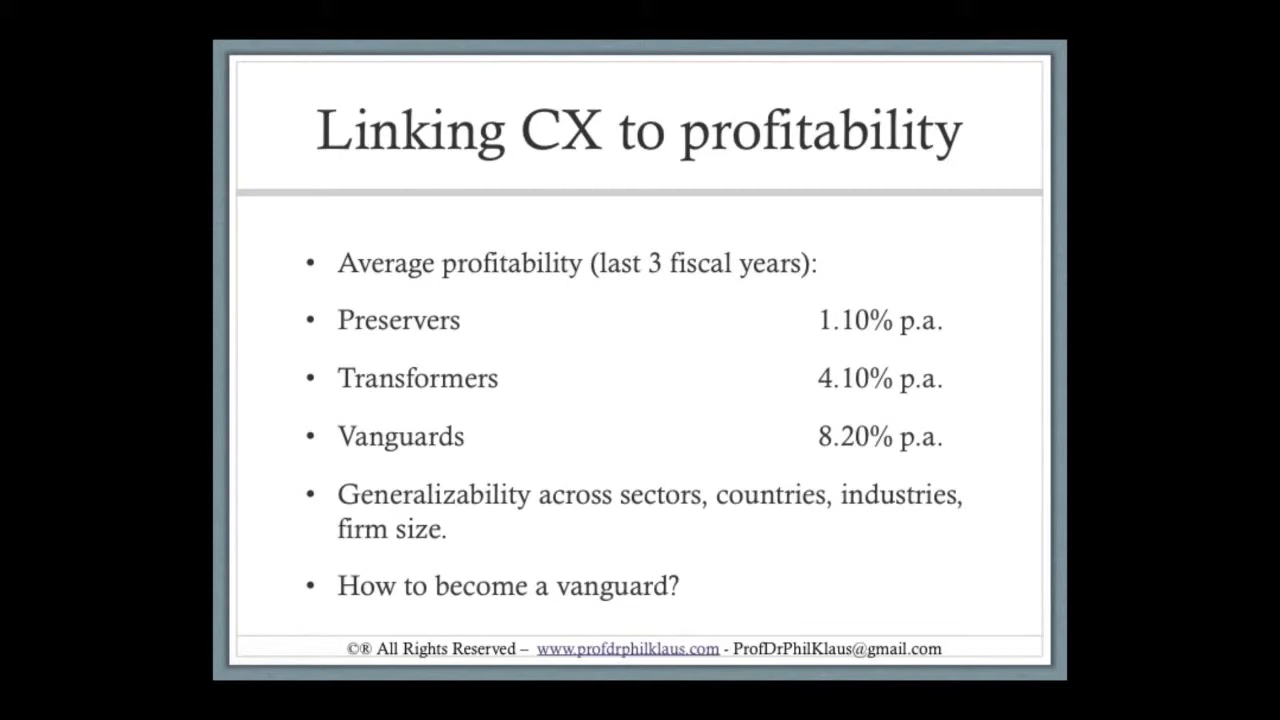 Linking CX to profitability
• Average profitability (last 3 fiscal years):
• Preservers 1.10% p.a.
• Transformers 4.10% p.a.
• Vanguards 8.20% p.a.
• Generalizability across sectors, countries, industries,
firm size.
• How to become a vanguard?
©® All Rights Reserved – www.profdrphilklaus.com - ProfDrPhilKlaus@gmail.com